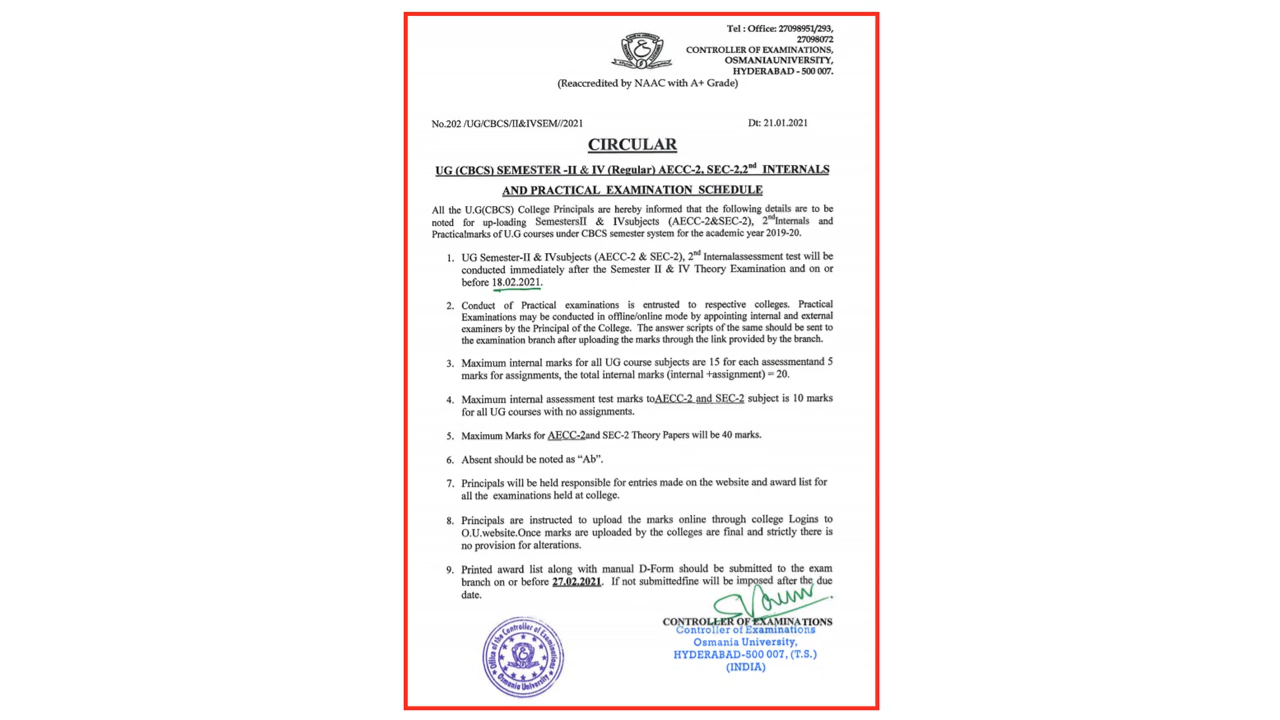 Tel : Office: 27098951/293,
27098072
CONTROLLER OF EXAMINATIONS,
OSMANIAUNIVERSITY,
HYDERABAD - 500 007.
(Reaccredited by NAAC with A+ Grade)
No.202 /UG/CBCS/II&IVSEM//2021 Dt: 21.01.2021
CIRCULAR
UG (CBCS) SEMESTER -II & IV (Regular) AECC-2, SEC-2,2nd INTERNALS
AND PRACTICAL EXAMINATION SCHEDULE
All the U.G(CBCS) College Principals are hereby informed that the following details are to be
noted for up-loading SemestersII & IVsubjects (AECC-2&SEC-2), 2ndInternals and
Practicalmarks of U.G courses under CBCS semester system for the academic year 2019-20.
1. UG Semester-II & IVsubjects (AECC-2 & SEC-2), 2nd Internalassessment test will be
conducted immediately after the Semester II & IV Theory Examination and on or
before 18.02.2021.
2. Conduct of Practical examinations is entrusted to respective colleges. Practical
Examinations may be conducted in offline/online mode by appointing internal and external
examiners by the Principal of the College. The answer scripts of the same should be sent to
the examination branch after uploading the marks through the link provided by the branch.
3. Maximum internal marks for all UG course subjects are 15 for each assessmentand 5
marks for assignments, the total internal marks (internal +assignment) = 20.
4. Maximum internal assessment test marks toAECC-2 and SEC-2 subject is 10 marks
for all UG courses with no assignments.
5. Maximum Marks for AECC-2and SEC-2 Theory Papers will be 40 marks.
6. Absent should be noted as “Ab”.
7. Principals will be held responsible for entries made on the website and award list for
all the examinations held at college.
8. Principals are instructed to upload the marks online through college Logins to
O.U.website.Once marks are uploaded by the colleges are final and strictly there is
no provision for alterations.
9. Printed award list along with manual D-Form should be submitted to the exam
branch on or before 27.02.2021. If not submittedfine will be imposed after the due
date.
CONTROLLER OF EXAMINATIONS
Controller of Examinations
Osmania University,
HYDERABAD-500 007, (T.S.)
(INDIA)
Office of the Controller of Examinations
Osmania University